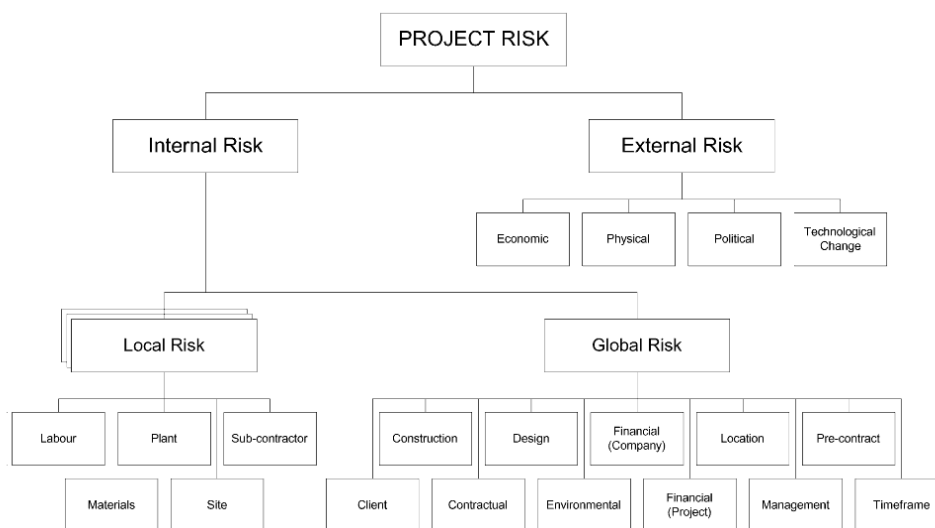 PROJECT RISK
Internal Risk
External Risk
Economic
Physical
Political
Technological
Change
Local Risk
Global Risk
Labour
Plant
Sub-contractor
Construction
Design
Financial
(Company)
Location
Pre-contract
Materials
Site
Client
Contractual
Environmental
Financial
(Project)
Management
Timeframe